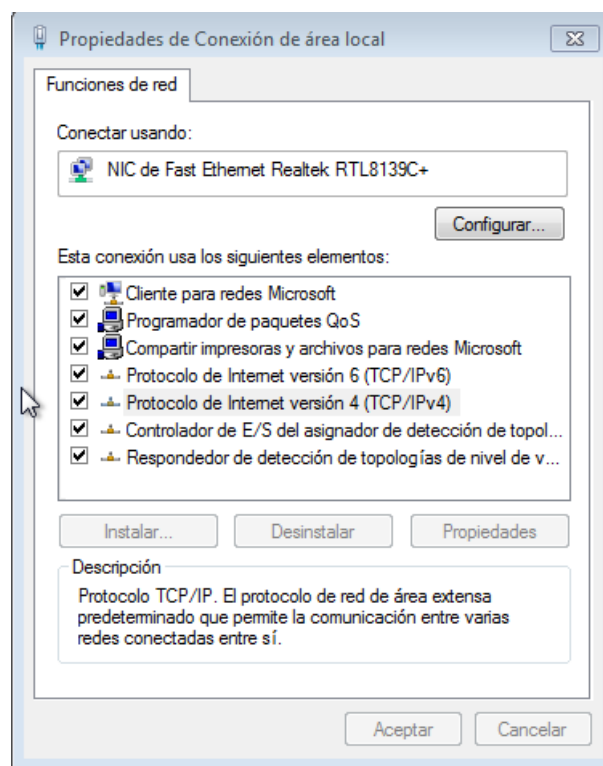 Propiedades de Conexión de área local
Funciones de red
Conectar usando:
NIC de Fast Ethernet Realtek RTL8139C+
Configurar...
Esta conexión usa los siguientes elementos:
Cliente para redes Microsoft
Programador de paquetes QoS
Compartir impresoras y archivos para redes Microsoft
Protocolo de Internet versión 6 (TCP/IPv6)
Protocolo de Internet versión 4 (TCP/IPv4)
Controlador de E/S del asignador de detección de topol...
Respondedor de detección de topologías de nivel de v...
Instalar... Desinstalar Propiedades
Descripción
Protocolo TCP/IP. El protocolo de red de área extensa
predeterminado que permite la comunicación entre varias
redes conectadas entre sí.
Aceptar Cancelar